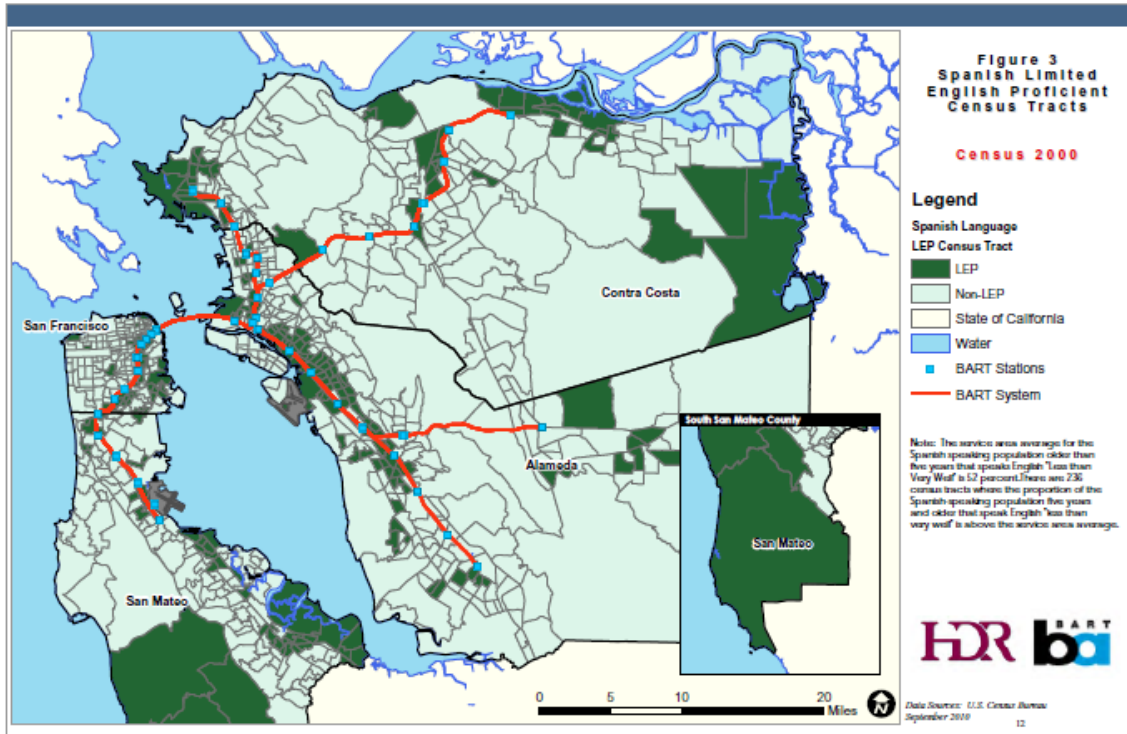 Figure 3
Spanish Limited
English Proficient
Census Tracts
Census 2000
Legend
Spanish Language
LEP Census Tract
LEP
Non-LEP
State of California
Water
BART Stations
BART System
Note: The service area average for the
Spanish speaking population older than
five years that speaks English "Less than
Very Well" is 52 percent.There are 236
census tracts where the proportion of the
Spanish speaking population five years
and older that speak English "less than
very well" is above the service area average.
San Francisco
Contra Costa
Alameda
San Mateo
South San Mateo County
San Mateo
0 5 10 20
Miles
N
HDR
BART
ba
Data Sources: U.S. Census Bureau
September 2010
12